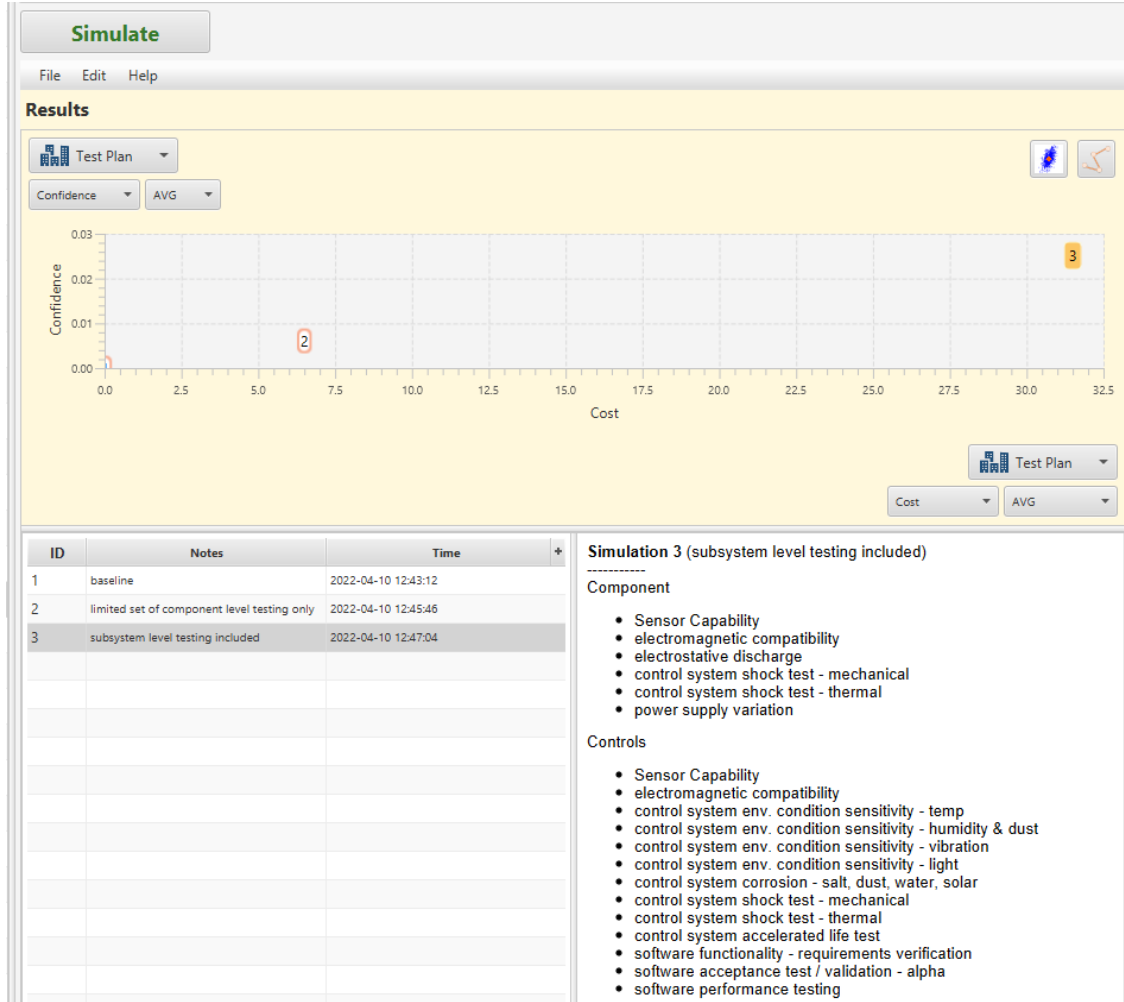 Simulate
File Edit Help
Results
Test Plan
Confidence AVG
0.03
0.02
0.01
0.00
Confidence
3
2
0.0 2.5 5.0 7.5 10.0 12.5 15.0 17.5 20.0 22.5 25.0 27.5 30.0 32.5
Cost
Test Plan
Cost AVG
ID Notes Time +
1 baseline 2022-04-10 12:43:12
2 limited set of component level testing only 2022-04-10 12:45:46
3 subsystem level testing included 2022-04-10 12:47:04
Simulation 3 (subsystem level testing included)
-----------
Component
• Sensor Capability
• electromagnetic compatibility
• electrostative discharge
• control system shock test - mechanical
• control system shock test - thermal
• power supply variation
Controls
• Sensor Capability
• electromagnetic compatibility
• control system env. condition sensitivity - temp
• control system env. condition sensitivity - humidity & dust
• control system env. condition sensitivity - vibration
• control system env. condition sensitivity - light
• control system corrosion - salt, dust, water, solar
• control system shock test - mechanical
• control system shock test - thermal
• control system accelerated life test
• software functionality - requirements verification
• software acceptance test / validation - alpha
• software performance testing